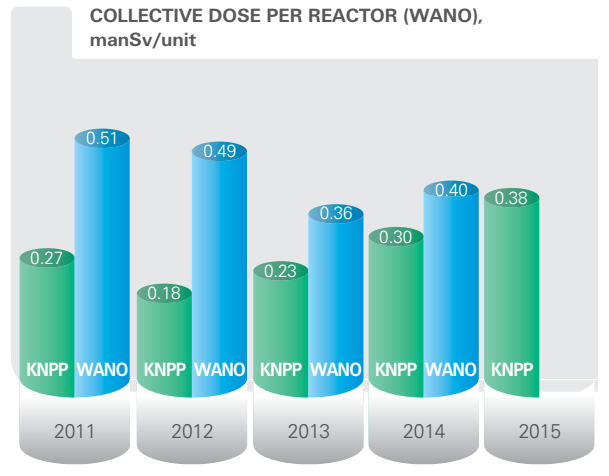 COLLECTIVE DOSE PER REACTOR (WANO),
manSv/unit
0.51
0.49
0.36
0.40
0.38
0.27
0.18
0.23
0.30
KNPP WANO KNPP WANO KNPP WANO KNPP WANO KNPP
2011 2012 2013 2014 2015